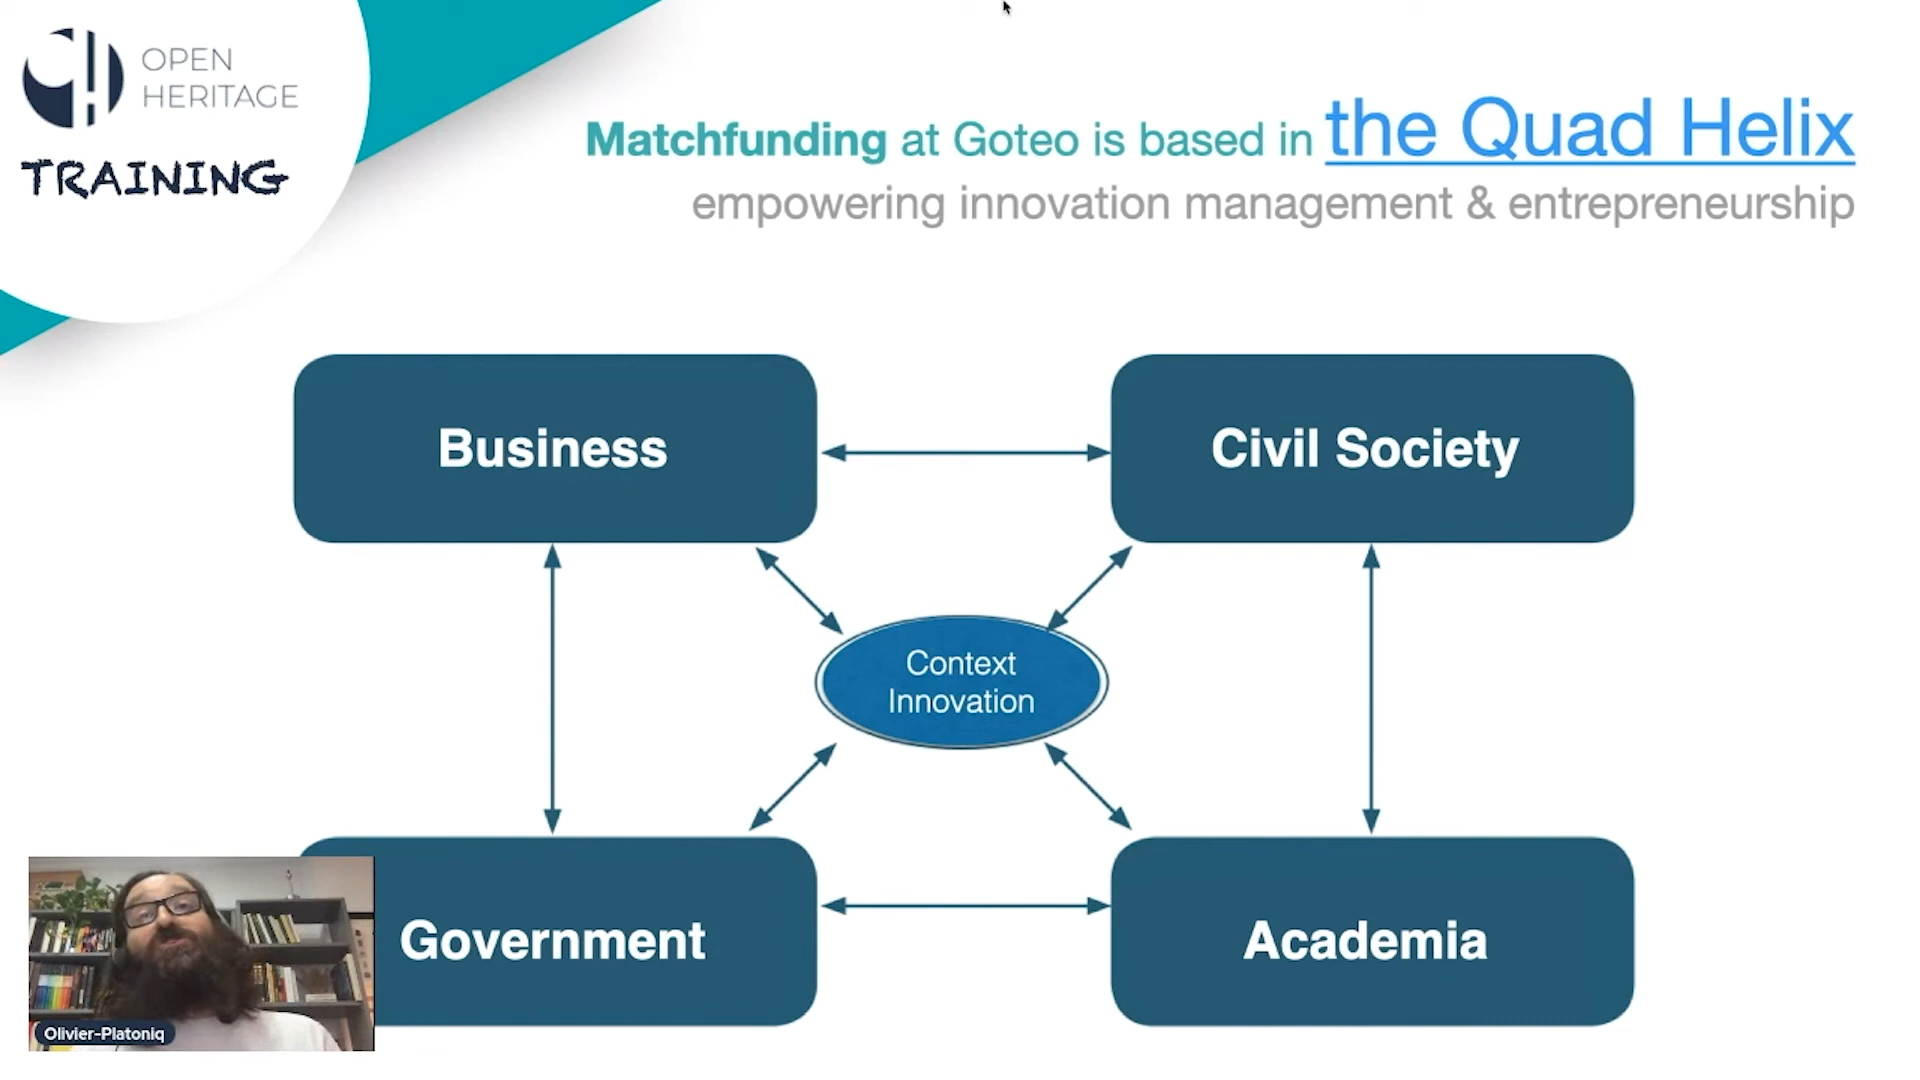 OPEN
HERITAGE
TRAINING
Matchfunding at Goteo is based in the Quad Helix
empowering innovation management & entrepreneurship
Business
Civil Society
Context
Innovation
Government
Academia
Olivier-Platoniq